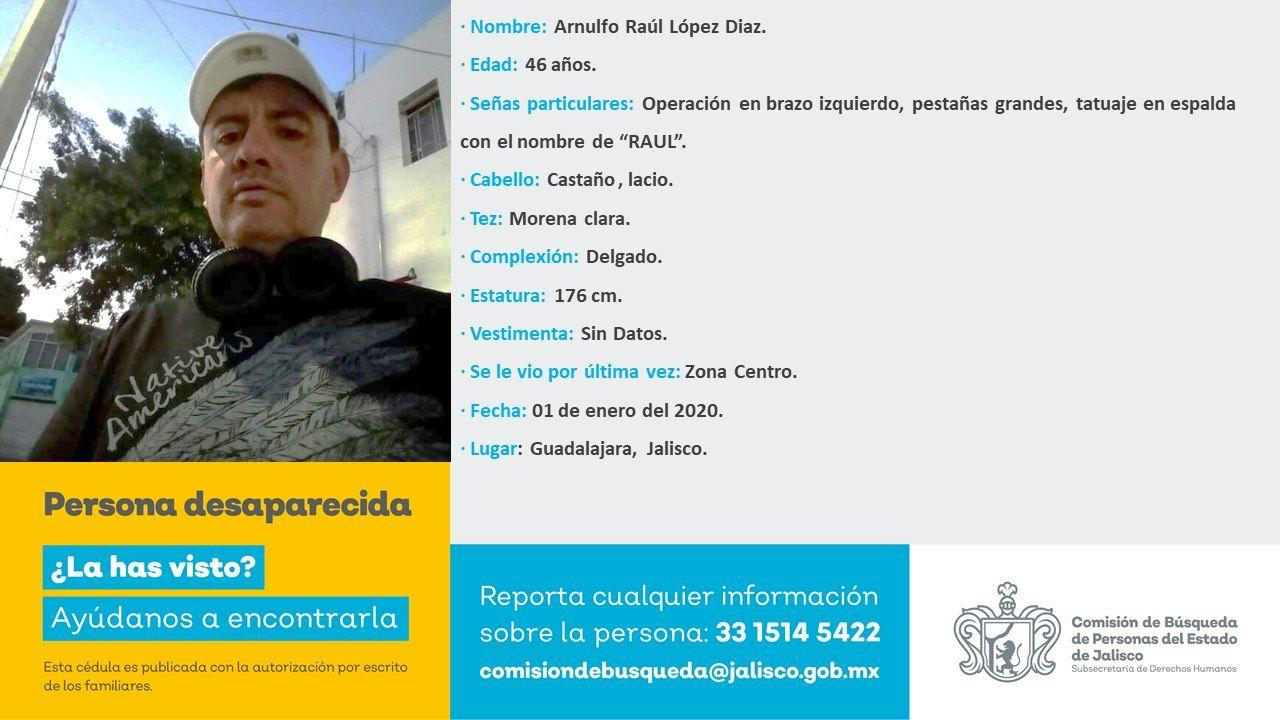 · Nombre: Arnulfo Raúl López Diaz.
· Edad: 46 años.
· Señas particulares: Operación en brazo izquierdo, pestañas grandes, tatuaje en espalda
con el nombre de “RAUL”.
· Cabello: Castaño , lacio.
· Tez: Morena clara.
· Complexión: Delgado.
· Estatura: 176 cm.
· Vestimenta: Sin Datos.
· Se le vio por última vez: Zona Centro.
· Fecha: 01 de enero del 2020.
· Lugar: Guadalajara, Jalisco.
Native
Americans
Persona desaparecida
¿La has visto?
Ayúdanos a encontrarla
Esta cédula es publicada con la autorización por escrito
de los familiares.
Reporta cualquier información
sobre la persona: 33 1514 5422
comisiondebusqueda@jalisco.gob.mx
Comisión de Búsqueda
de Personas del Estado
de Jalisco
Subsecretaría de Derechos Humanos